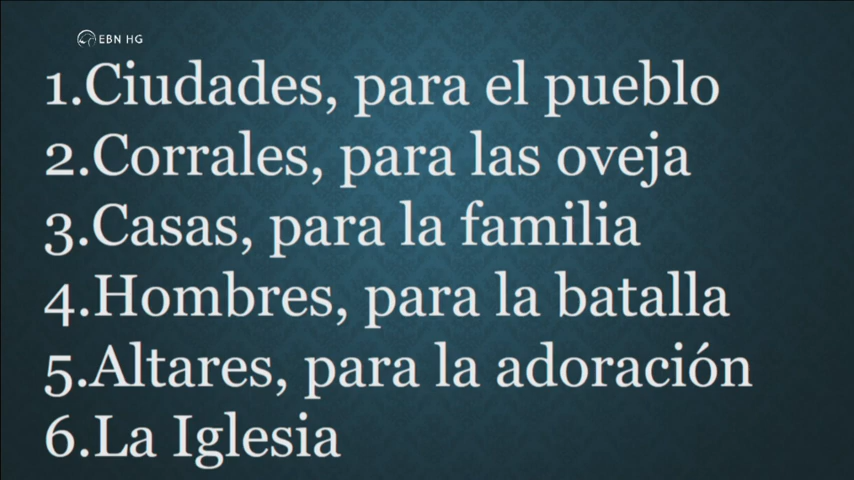 EBN HG
1.Ciudades, para el pueblo
2.Corrales, para las oveja
3.Casas, para la familia
4.Hombres, para la batalla
5.Altares, para la adoración
6.La Iglesia